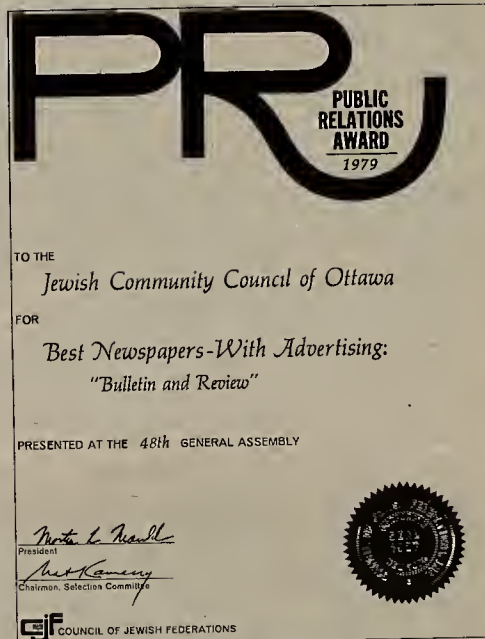 PR
PUBLIC
RELATIONS
AWARD
1979
TO THE
Jewish Community Council of Ottawa
FOR
Best Newspapers-With Advertising:
"Bulletin and Review"
PRESENTED AT THE 48th GENERAL ASSEMBLY
President
Chairman, Selection Committee
cjf COUNCIL OF JEWISH FEDERATIONS